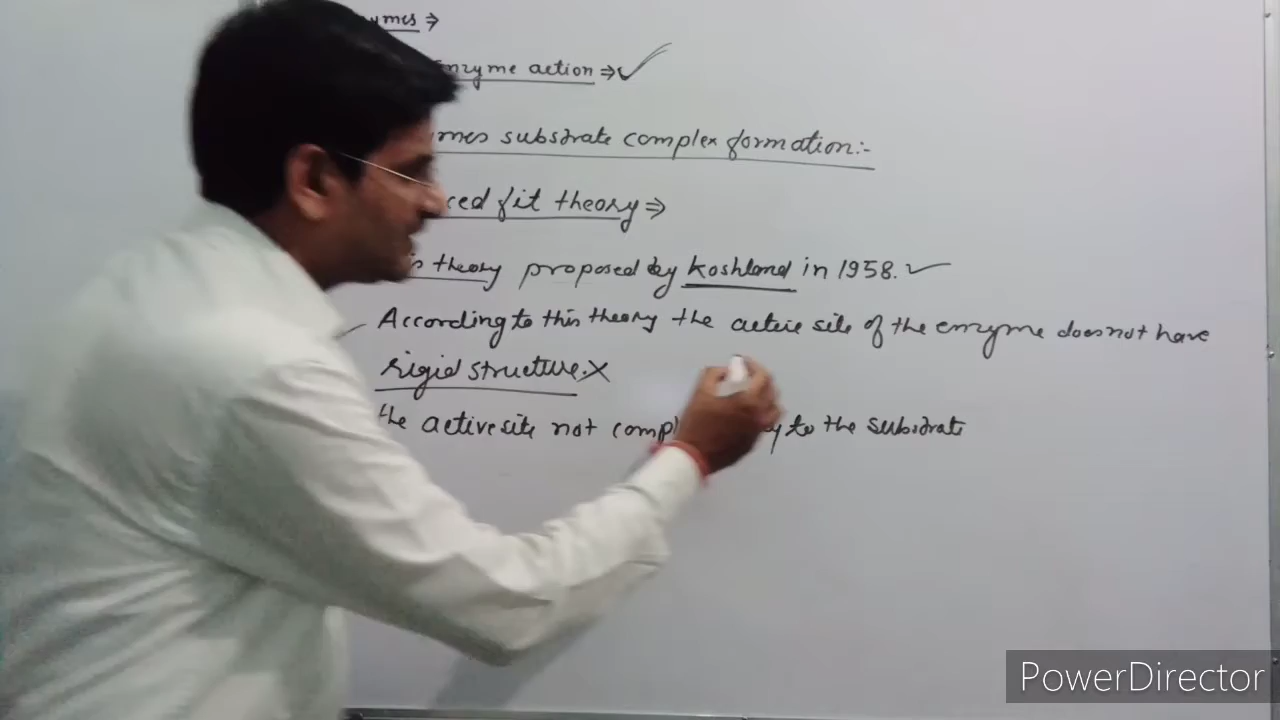 ymes ⇒
Enzyme action ⇒ ✓
mes substrate complex formation:-
ced fit theory ⇒
is theory proposed by Koshland in 1958. ✓
According to this theory the active site of the enzyme does not have
rigid structure. X
the active site not comp y to the substrate
PowerDirector